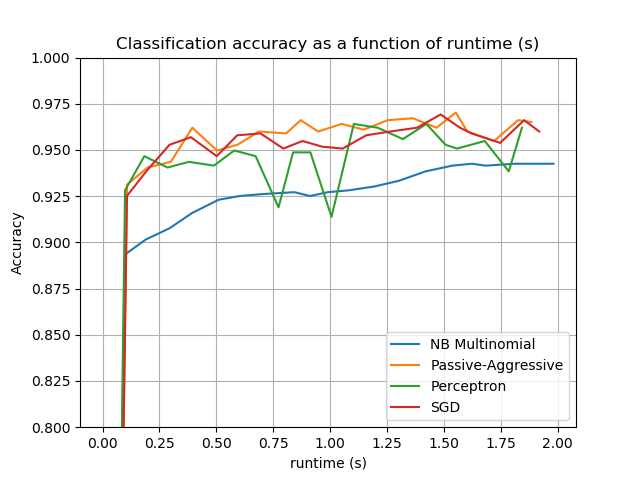 Classification accuracy as a function of runtime (s)
1.000
0.975
0.950
0.925
0.900
0.875
0.850
0.825
0.800
Accuracy
NB Multinomial
Passive-Aggressive
Perceptron
SGD
0.00 0.25 0.50 0.75 1.00 1.25 1.50 1.75 2.00
runtime (s)